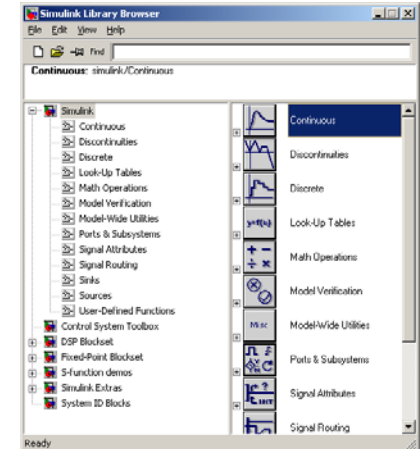 Simulink Library Browser
File Edit View Help
Find
Continuous: simulink/Continuous
Simulink
Continuous
Discontinuities
Discrete
Look-Up Tables
Math Operations
Model Verification
Model-Wide Utilities
Ports & Subsystems
Signal Attributes
Signal Routing
Sinks
Sources
User-Defined Functions
Control System Toolbox
DSP Blockset
Fixed-Point Blockset
S-function demos
Simulink Extras
System ID Blocks
Continuous
Discontinuities
Discrete
y=f(u) Look-Up Tables
Math Operations
Model Verification
Misc Model-Wide Utilities
Ports & Subsystems
Signal Attributes
Signal Routing
Ready